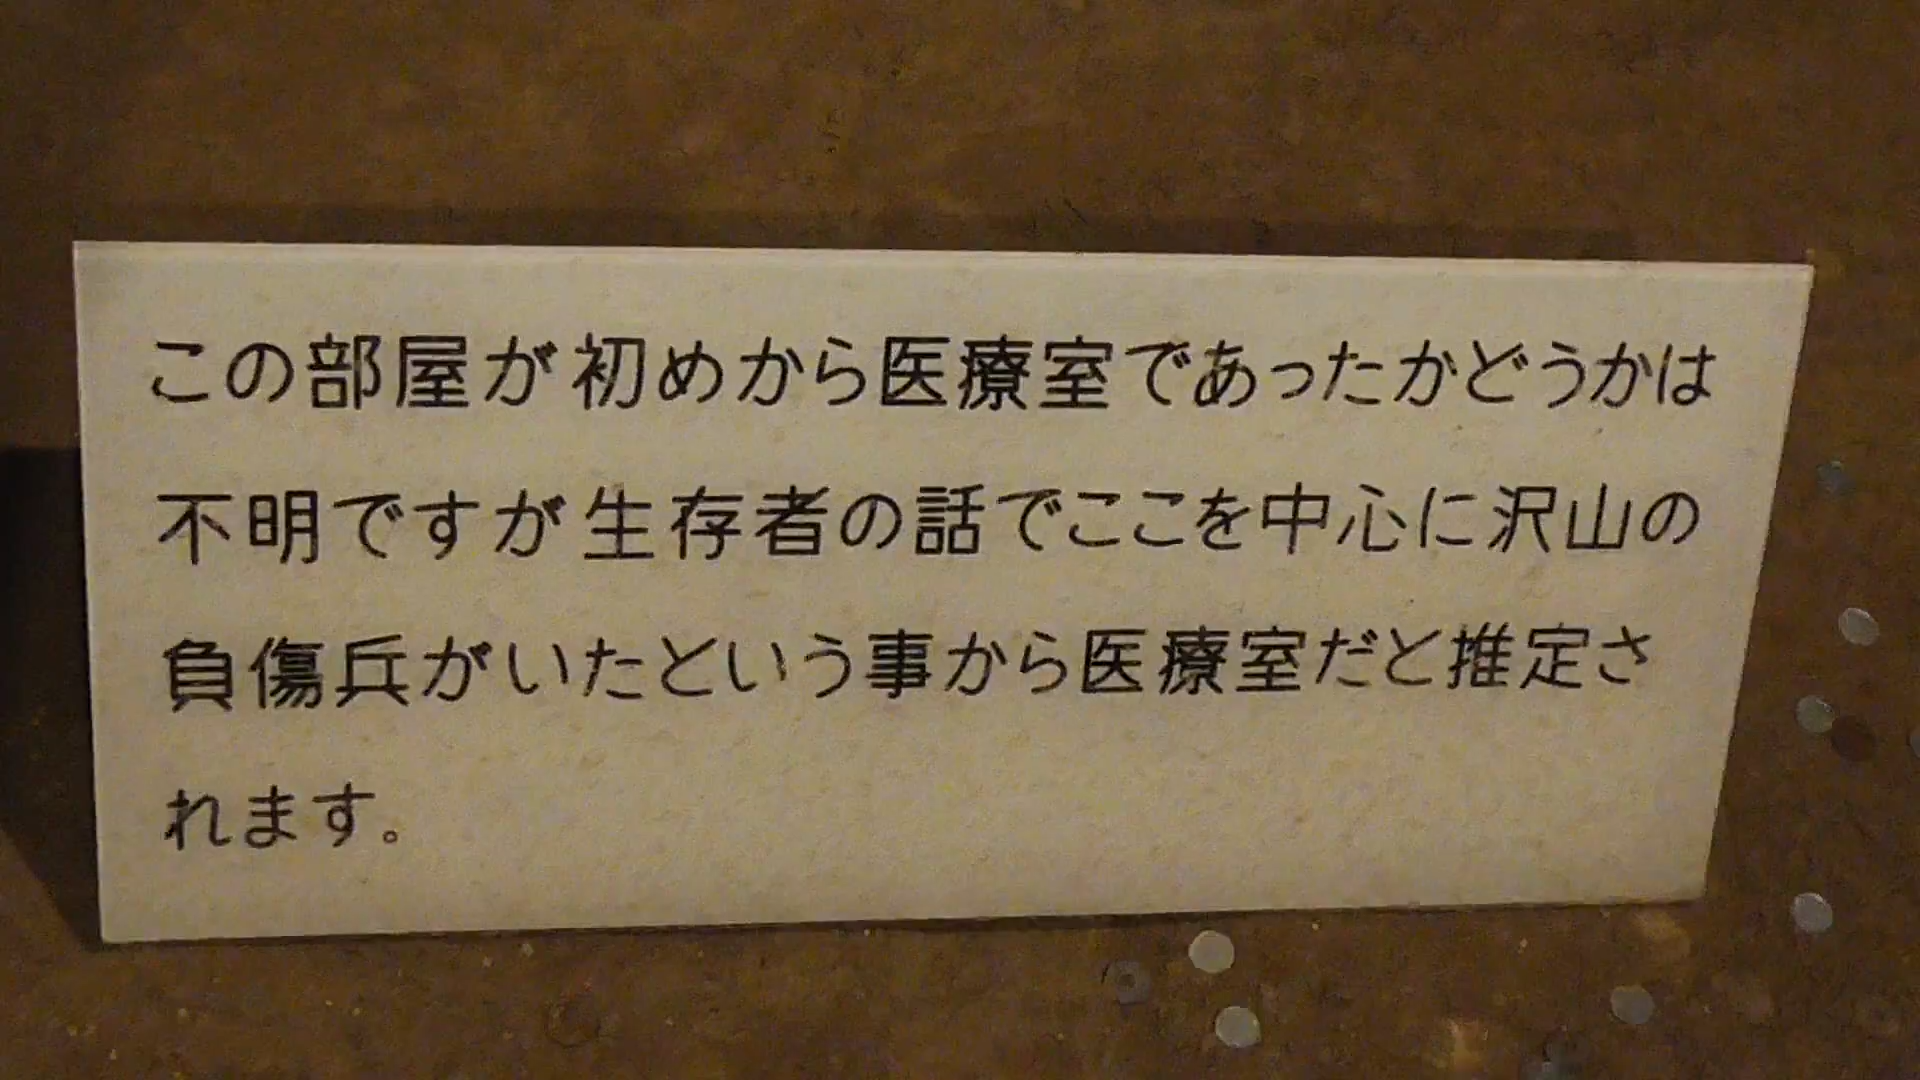 この部屋が初めから医療室であったかどうかは
不明ですが生存者の話でここを中心に沢山の
負傷兵がいたという事から医療室だと推定さ
れます。